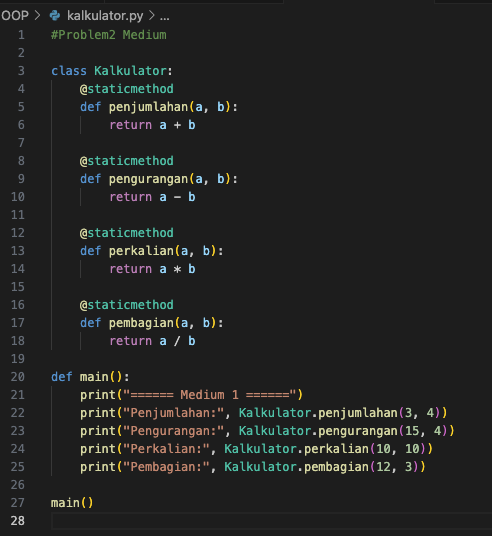 OOP > kalkulator.py > ...
1 #Problem2 Medium
2
3 class Kalkulator:
4 @staticmethod
5 def penjumlahan(a, b):
6 return a + b
7
8 @staticmethod
9 def pengurangan(a, b):
10 return a - b
11
12 @staticmethod
13 def perkalian(a, b):
14 return a * b
15
16 @staticmethod
17 def pembagian(a, b):
18 return a / b
19
20 def main():
21 print("====== Medium 1 ======")
22 print("Penjumlahan:", Kalkulator.penjumlahan(3, 4))
23 print("Pengurangan:", Kalkulator.pengurangan(15, 4))
24 print("Perkalian:", Kalkulator.perkalian(10, 10))
25 print("Pembagian:", Kalkulator.pembagian(12, 3))
26
27 main()
28